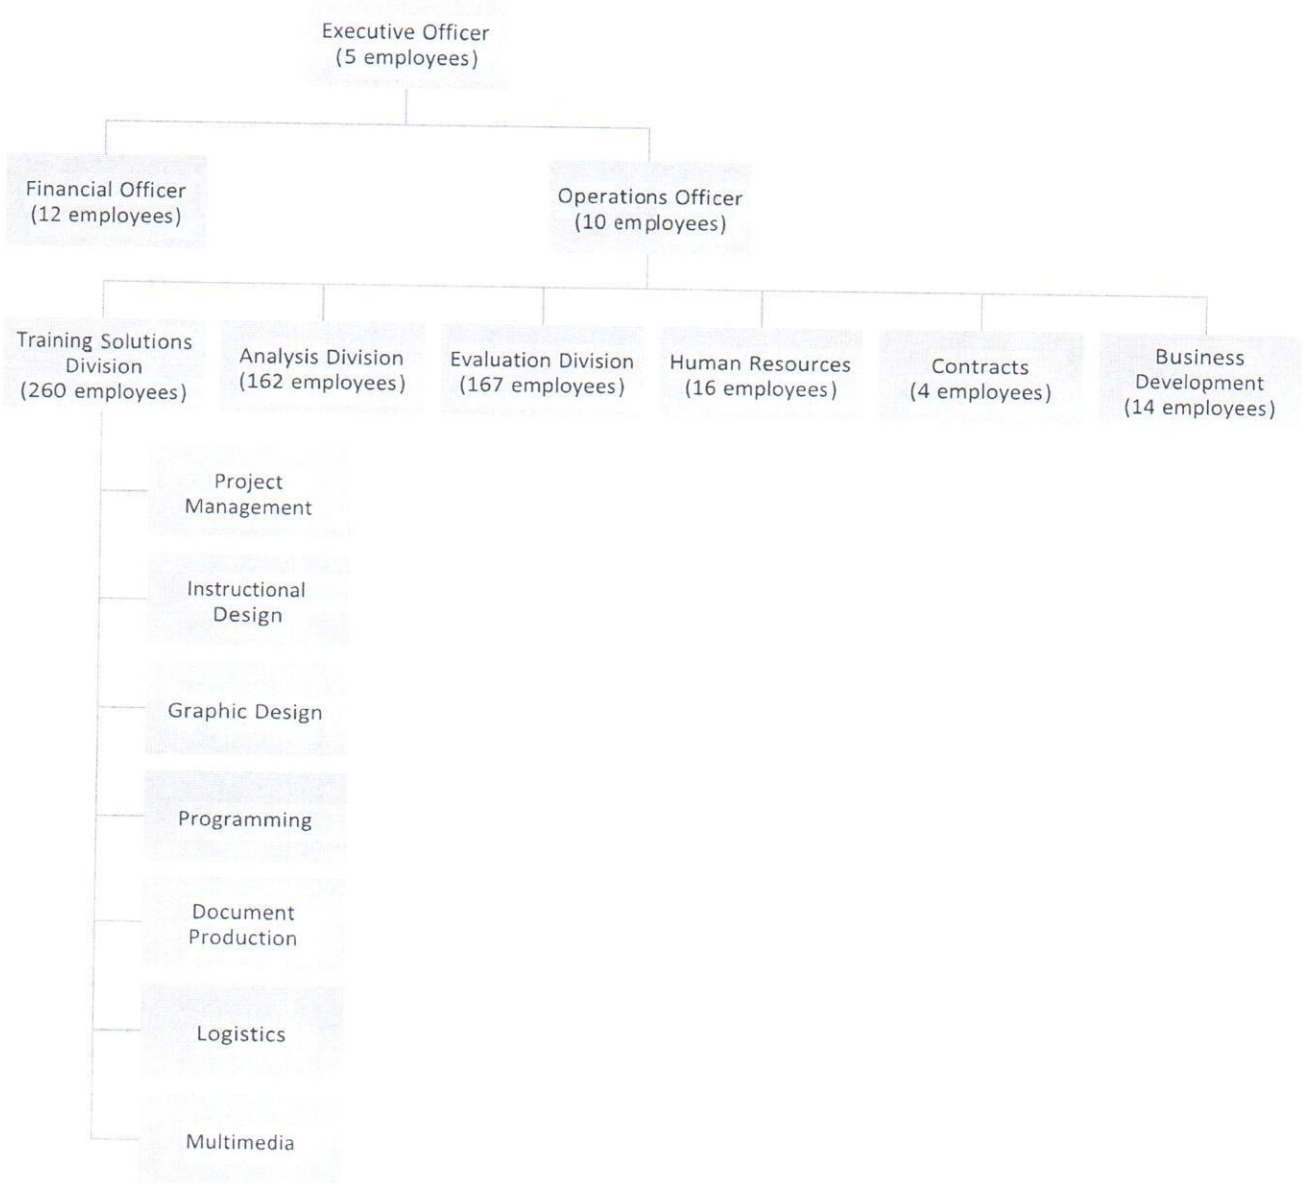 Executive Officer
(5 employees)
Financial Officer
(12 employees)
Operations Officer
(10 employees)
Training Solutions
Division
(260 employees)
Analysis Division
(162 employees)
Evaluation Division
(167 employees)
Human Resources
(16 employees)
Contracts
(4 employees)
Business
Development
(14 employees)
Project
Management
Instructional
Design
Graphic Design
Programming
Document
Production
Logistics
Multimedia